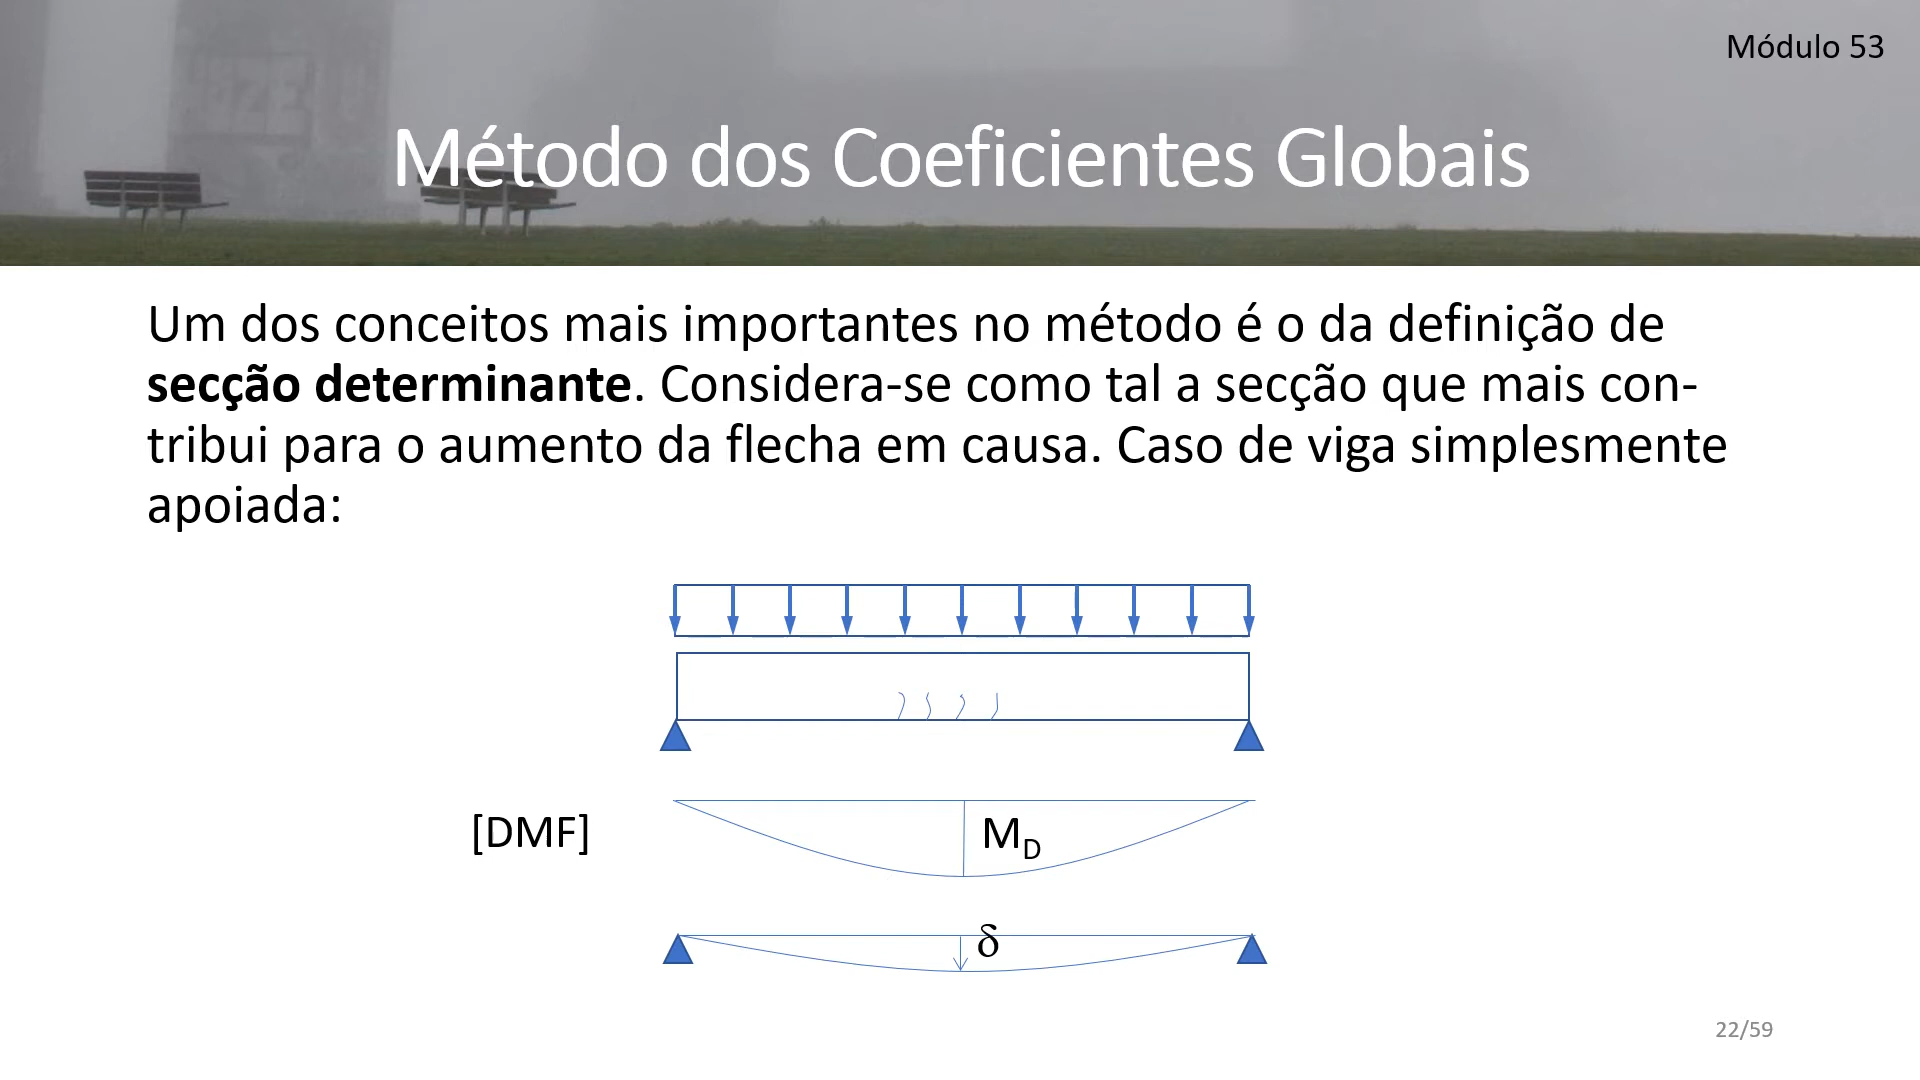 Módulo 53
Método dos Coeficientes Globais
Um dos conceitos mais importantes no método é o da definição de
secção determinante. Considera-se como tal a secção que mais con-
tribui para o aumento da flecha em causa. Caso de viga simplesmente
apoiada:
[DMF]
M_D
δ
22/59